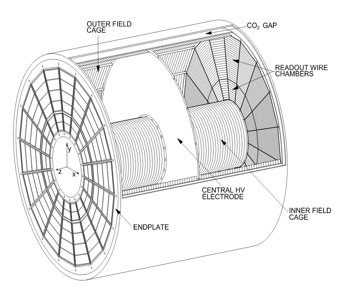 OUTER FIELD
CAGE
CO2 GAP
READOUT WIRE
CHAMBERS
y
z
x
CENTRAL HV
ELECTRODE
INNER FIELD
CAGE
ENDPLATE